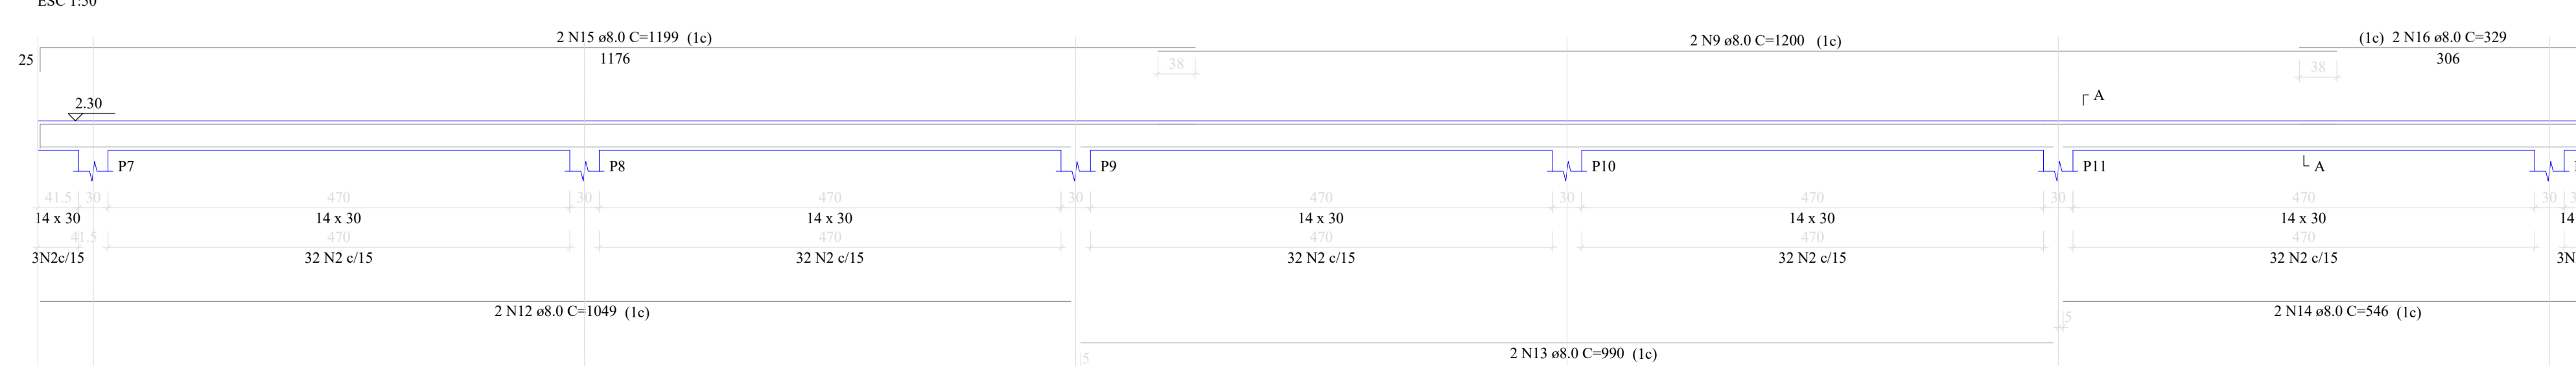 2 N15 ø8.0 C=1199 (1c)
2 N9 ø8.0 C=1200 (1c)
(1c) 2 N16 ø8.0 C=329
25
1176
38
38
306
2.30
A
P7
P8
P9
P10
P11
A
41.5 30 470 30 470 30 470 30 470 30 470 30
14 x 30 14 x 30 14 x 30 14 x 30 14 x 30 14 x 30 14
41.5 470 470 470 470 470
3N2c/15 32 N2 c/15 32 N2 c/15 32 N2 c/15 32 N2 c/15 32 N2 c/15 3N
2 N12 ø8.0 C=1049 (1c)
2 N14 ø8.0 C=546 (1c)
5
2 N13 ø8.0 C=990 (1c)
5